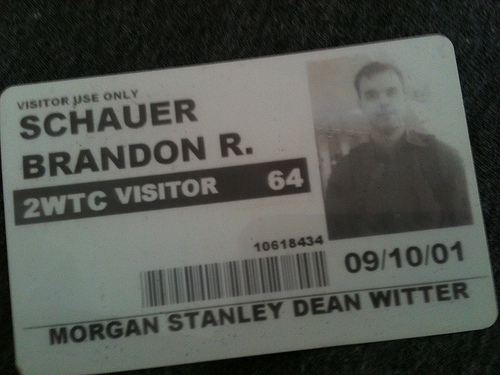 VISITOR USE ONLY
SCHAUER
BRANDON R.
2WTC VISITOR 64
10618434
09/10/01
MORGAN STANLEY DEAN WITTER